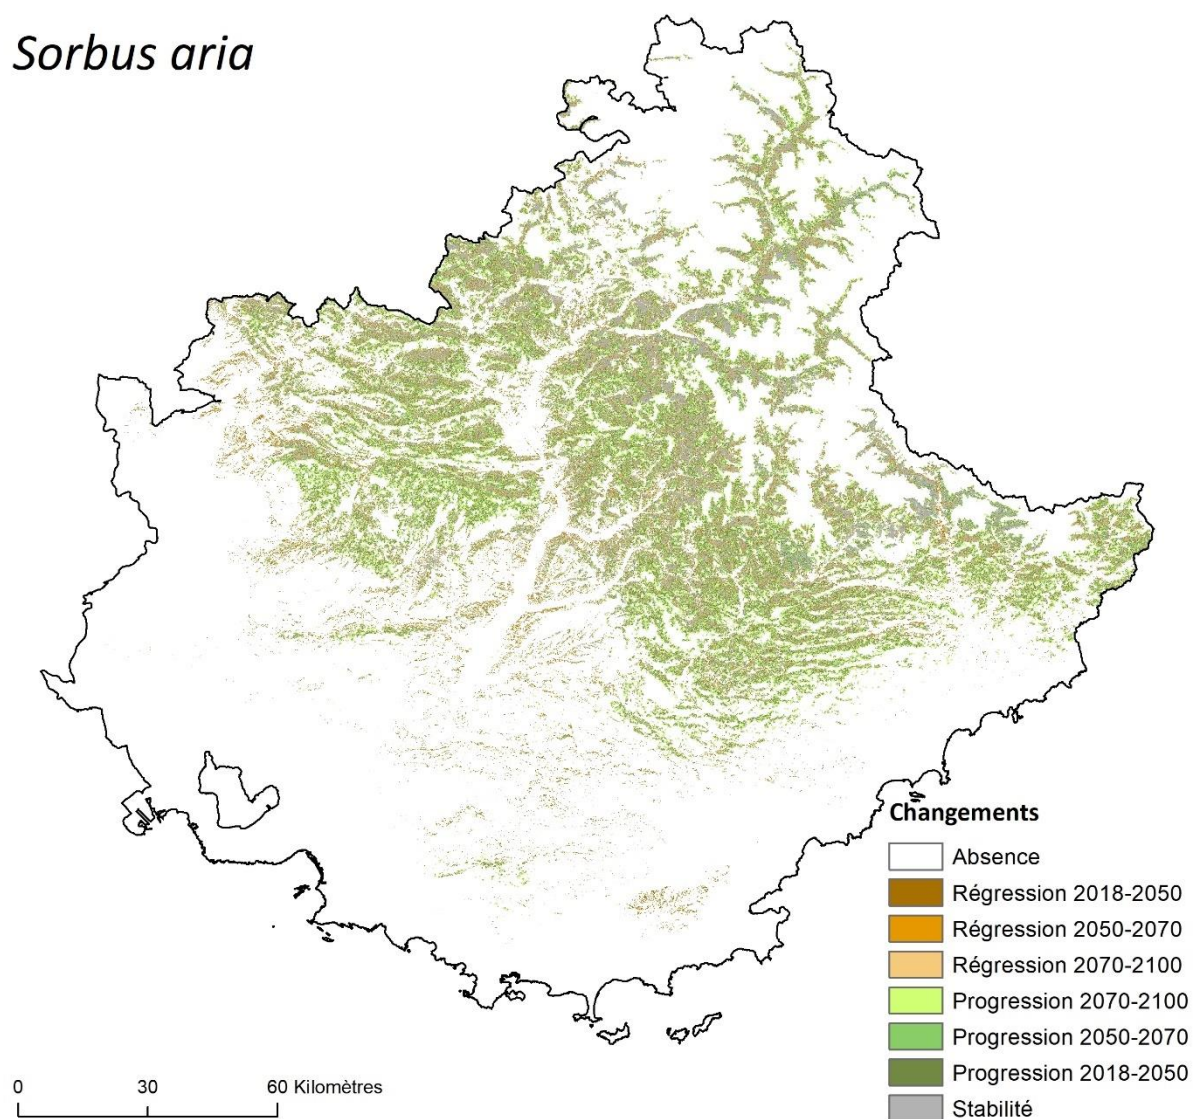 Sorbus aria
Changements
Absence
Régression 2018-2050
Régression 2050-2070
Régression 2070-2100
Progression 2070-2100
Progression 2050-2070
Progression 2018-2050
Stabilité
0 30 60 Kilomètres